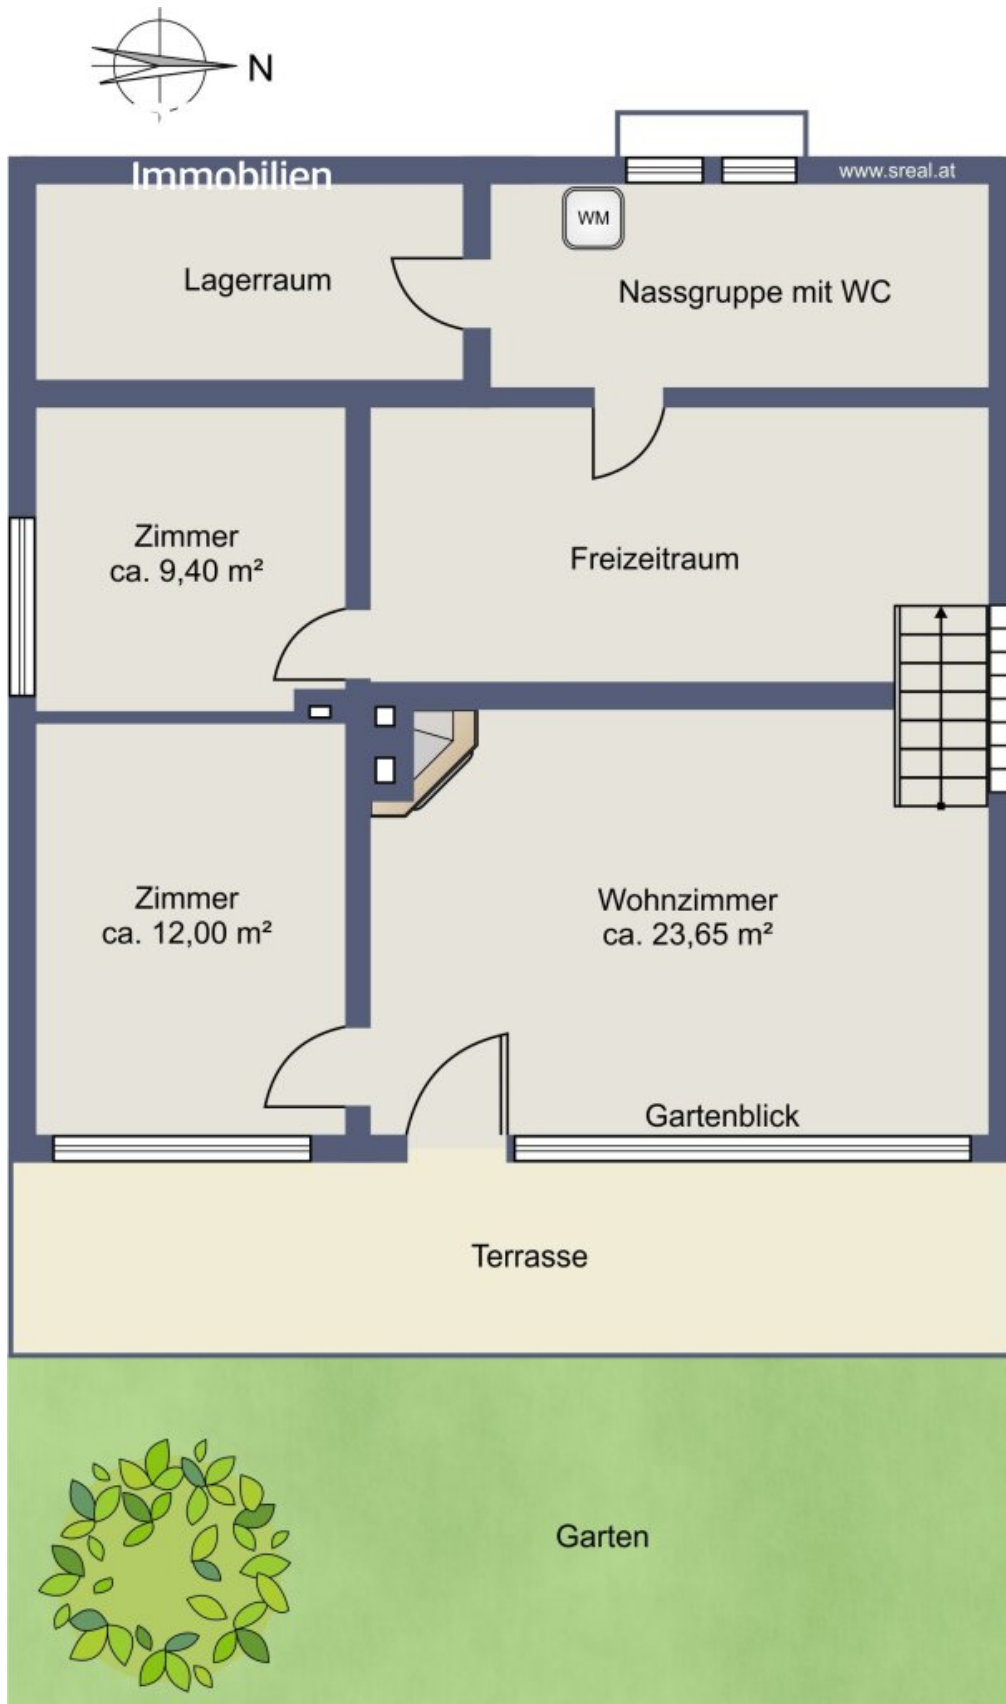 N
Immobilien
www.sreal.at
WM
Lagerraum
Nassgruppe mit WC
Zimmer
ca. 9,40 m²
Freizeitraum
Zimmer
ca. 12,00 m²
Wohnzimmer
ca. 23,65 m²
Gartenblick
Terrasse
Garten